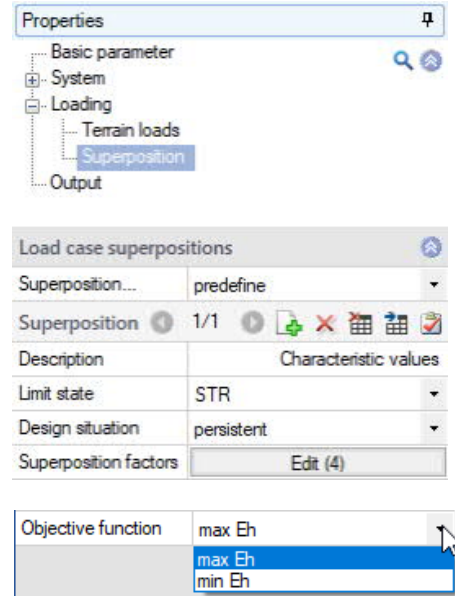 Properties
Basic parameter
System
Loading
Terrain loads
Superposition
Output
Load case superpositions
Superposition... predefine
Superposition 1/1
Description Characteristic values
Limit state STR
Design situation persistent
Superposition factors Edit (4)
Objective function max Eh
max Eh
min Eh